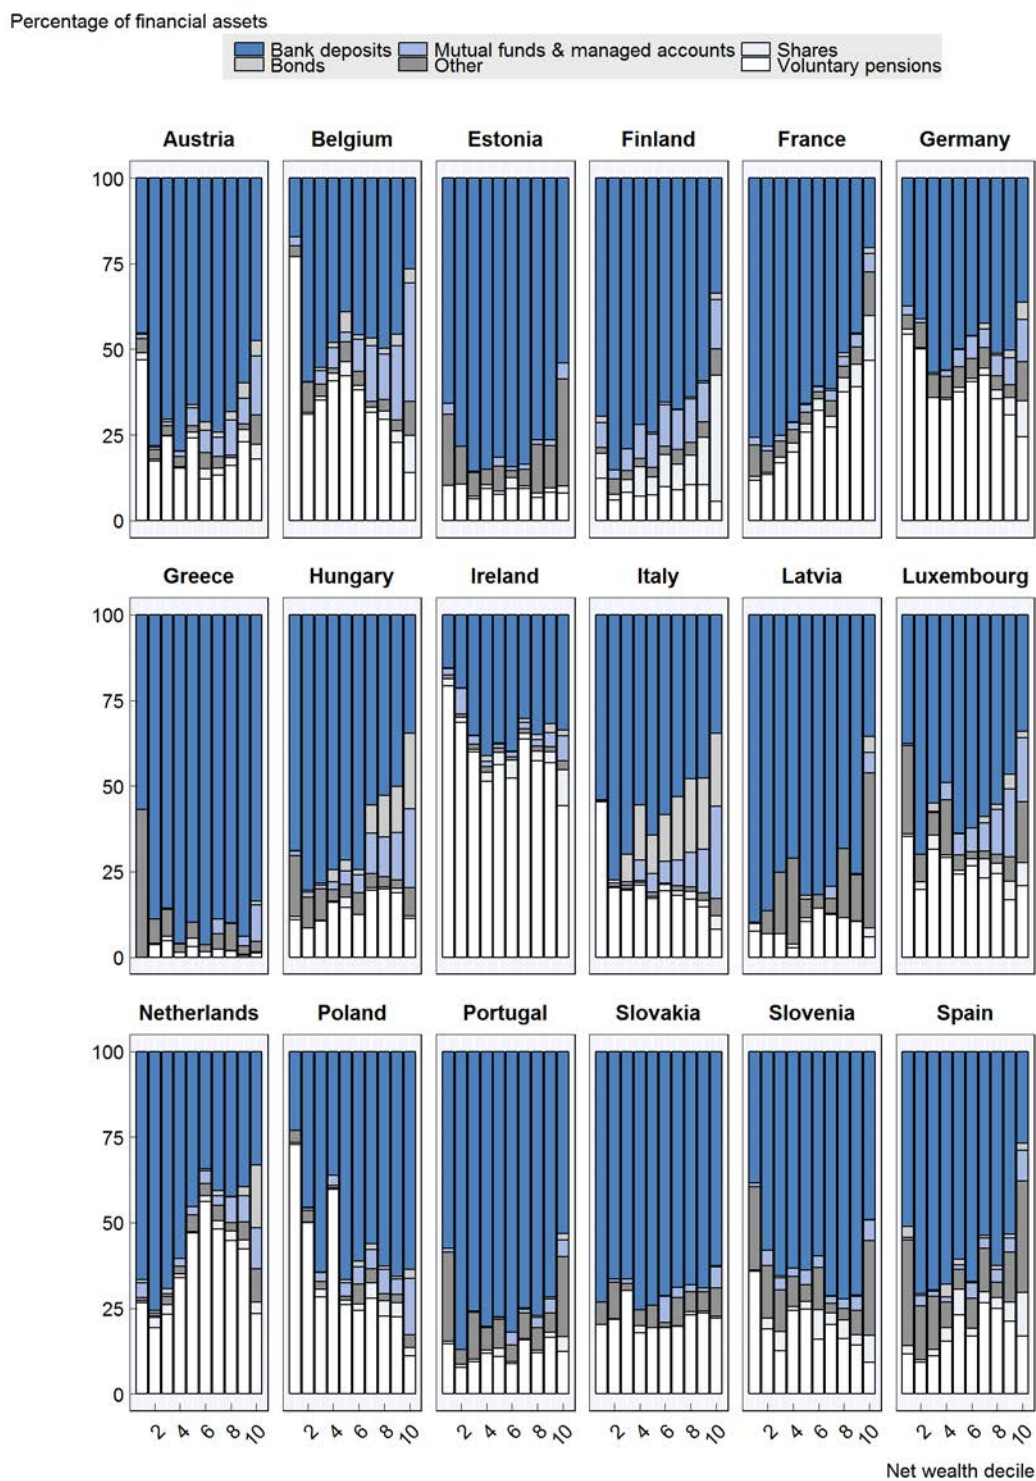 Percentage of financial assets
Bank deposits Mutual funds & managed accounts Shares
Bonds Other Voluntary pensions
Austria Belgium Estonia Finland France Germany
100
75
50
25
0
Greece Hungary Ireland Italy Latvia Luxembourg
100
75
50
25
0
Netherlands Poland Portugal Slovakia Slovenia Spain
100
75
50
25
0
2 4 6 8 10 2 4 6 8 10 2 4 6 8 10 2 4 6 8 10 2 4 6 8 10 2 4 6 8 10
Net wealth decile